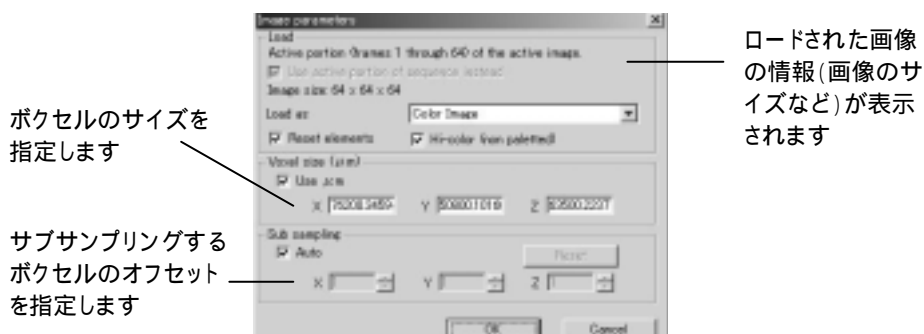 Image parameters
Load
Active portion (frames 1 through 64) of the active image.
Use active portion of sequence instead
Image size: 64 x 64 x 64
Load as: Color Image
Reset elements Hi-color from paletted
Voxel size (μm)
Use μm
X Y Z
Sub sampling
Auto
Reset
X Y Z
OK Cancel
ボクセルのサイズを
指定します
サブサンプリングする
ボクセルのオフセット
を指定します
ロードされた画像
の情報(画像のサ
イズなど)が表示
されます